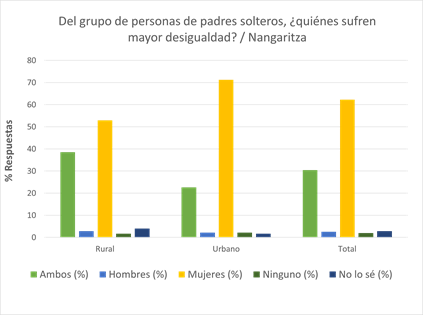 Del grupo de personas de padres solteros, ¿quiénes sufren
mayor desigualdad? / Nangaritza
% Respuestas
80
70
60
50
40
30
20
10
0
Rural Urbano Total
Ambos (%) Hombres (%) Mujeres (%) Ninguno (%) No lo sé (%)